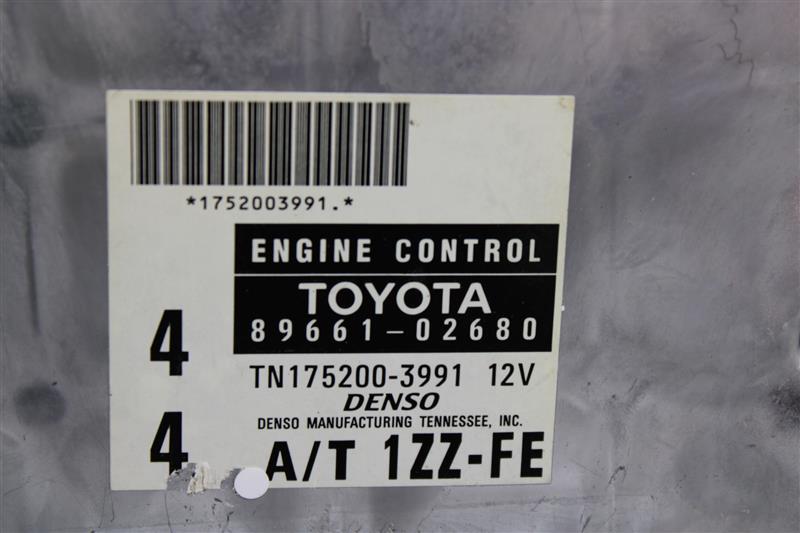 *1752003991.*
ENGINE CONTROL
TOYOTA
89661-02680
4
TN175200-3991 12V
DENSO
DENSO MANUFACTURING TENNESSEE, INC.
4
A/T 1ZZ-FE